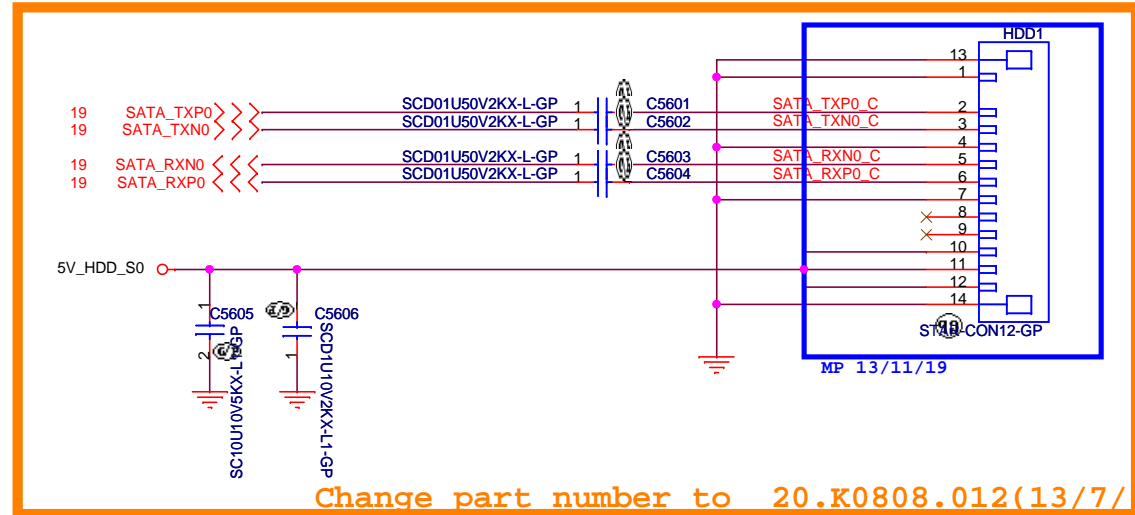 HDD1
13
1
19 SATA_TXP0 SCD01U50V2KX-L-GP 1 C5601 SATA_TXP0_C 2
19 SATA_TXN0 SCD01U50V2KX-L-GP 1 C5602 SATA_TXN0_C 3
4
19 SATA_RXN0 SCD01U50V2KX-L-GP 1 C5603 SATA_RXN0_C 5
19 SATA_RXP0 SCD01U50V2KX-L-GP 1 C5604 SATA_RXP0_C 6
7
8
9
10
5V_HDD_S0 11
12
14
1 C5605 C5606
2 1
SCD1U10V2KX-L1-GP
MP 13/11/19
Change part number to 20.K0808.012(13/7/